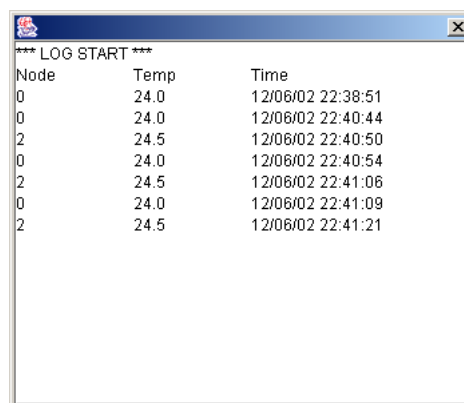 *** LOG START ***
Node Temp Time
0 24.0 12/06/02 22:38:51
0 24.0 12/06/02 22:40:44
2 24.5 12/06/02 22:40:50
0 24.0 12/06/02 22:40:54
2 24.5 12/06/02 22:41:06
0 24.0 12/06/02 22:41:09
2 24.5 12/06/02 22:41:21